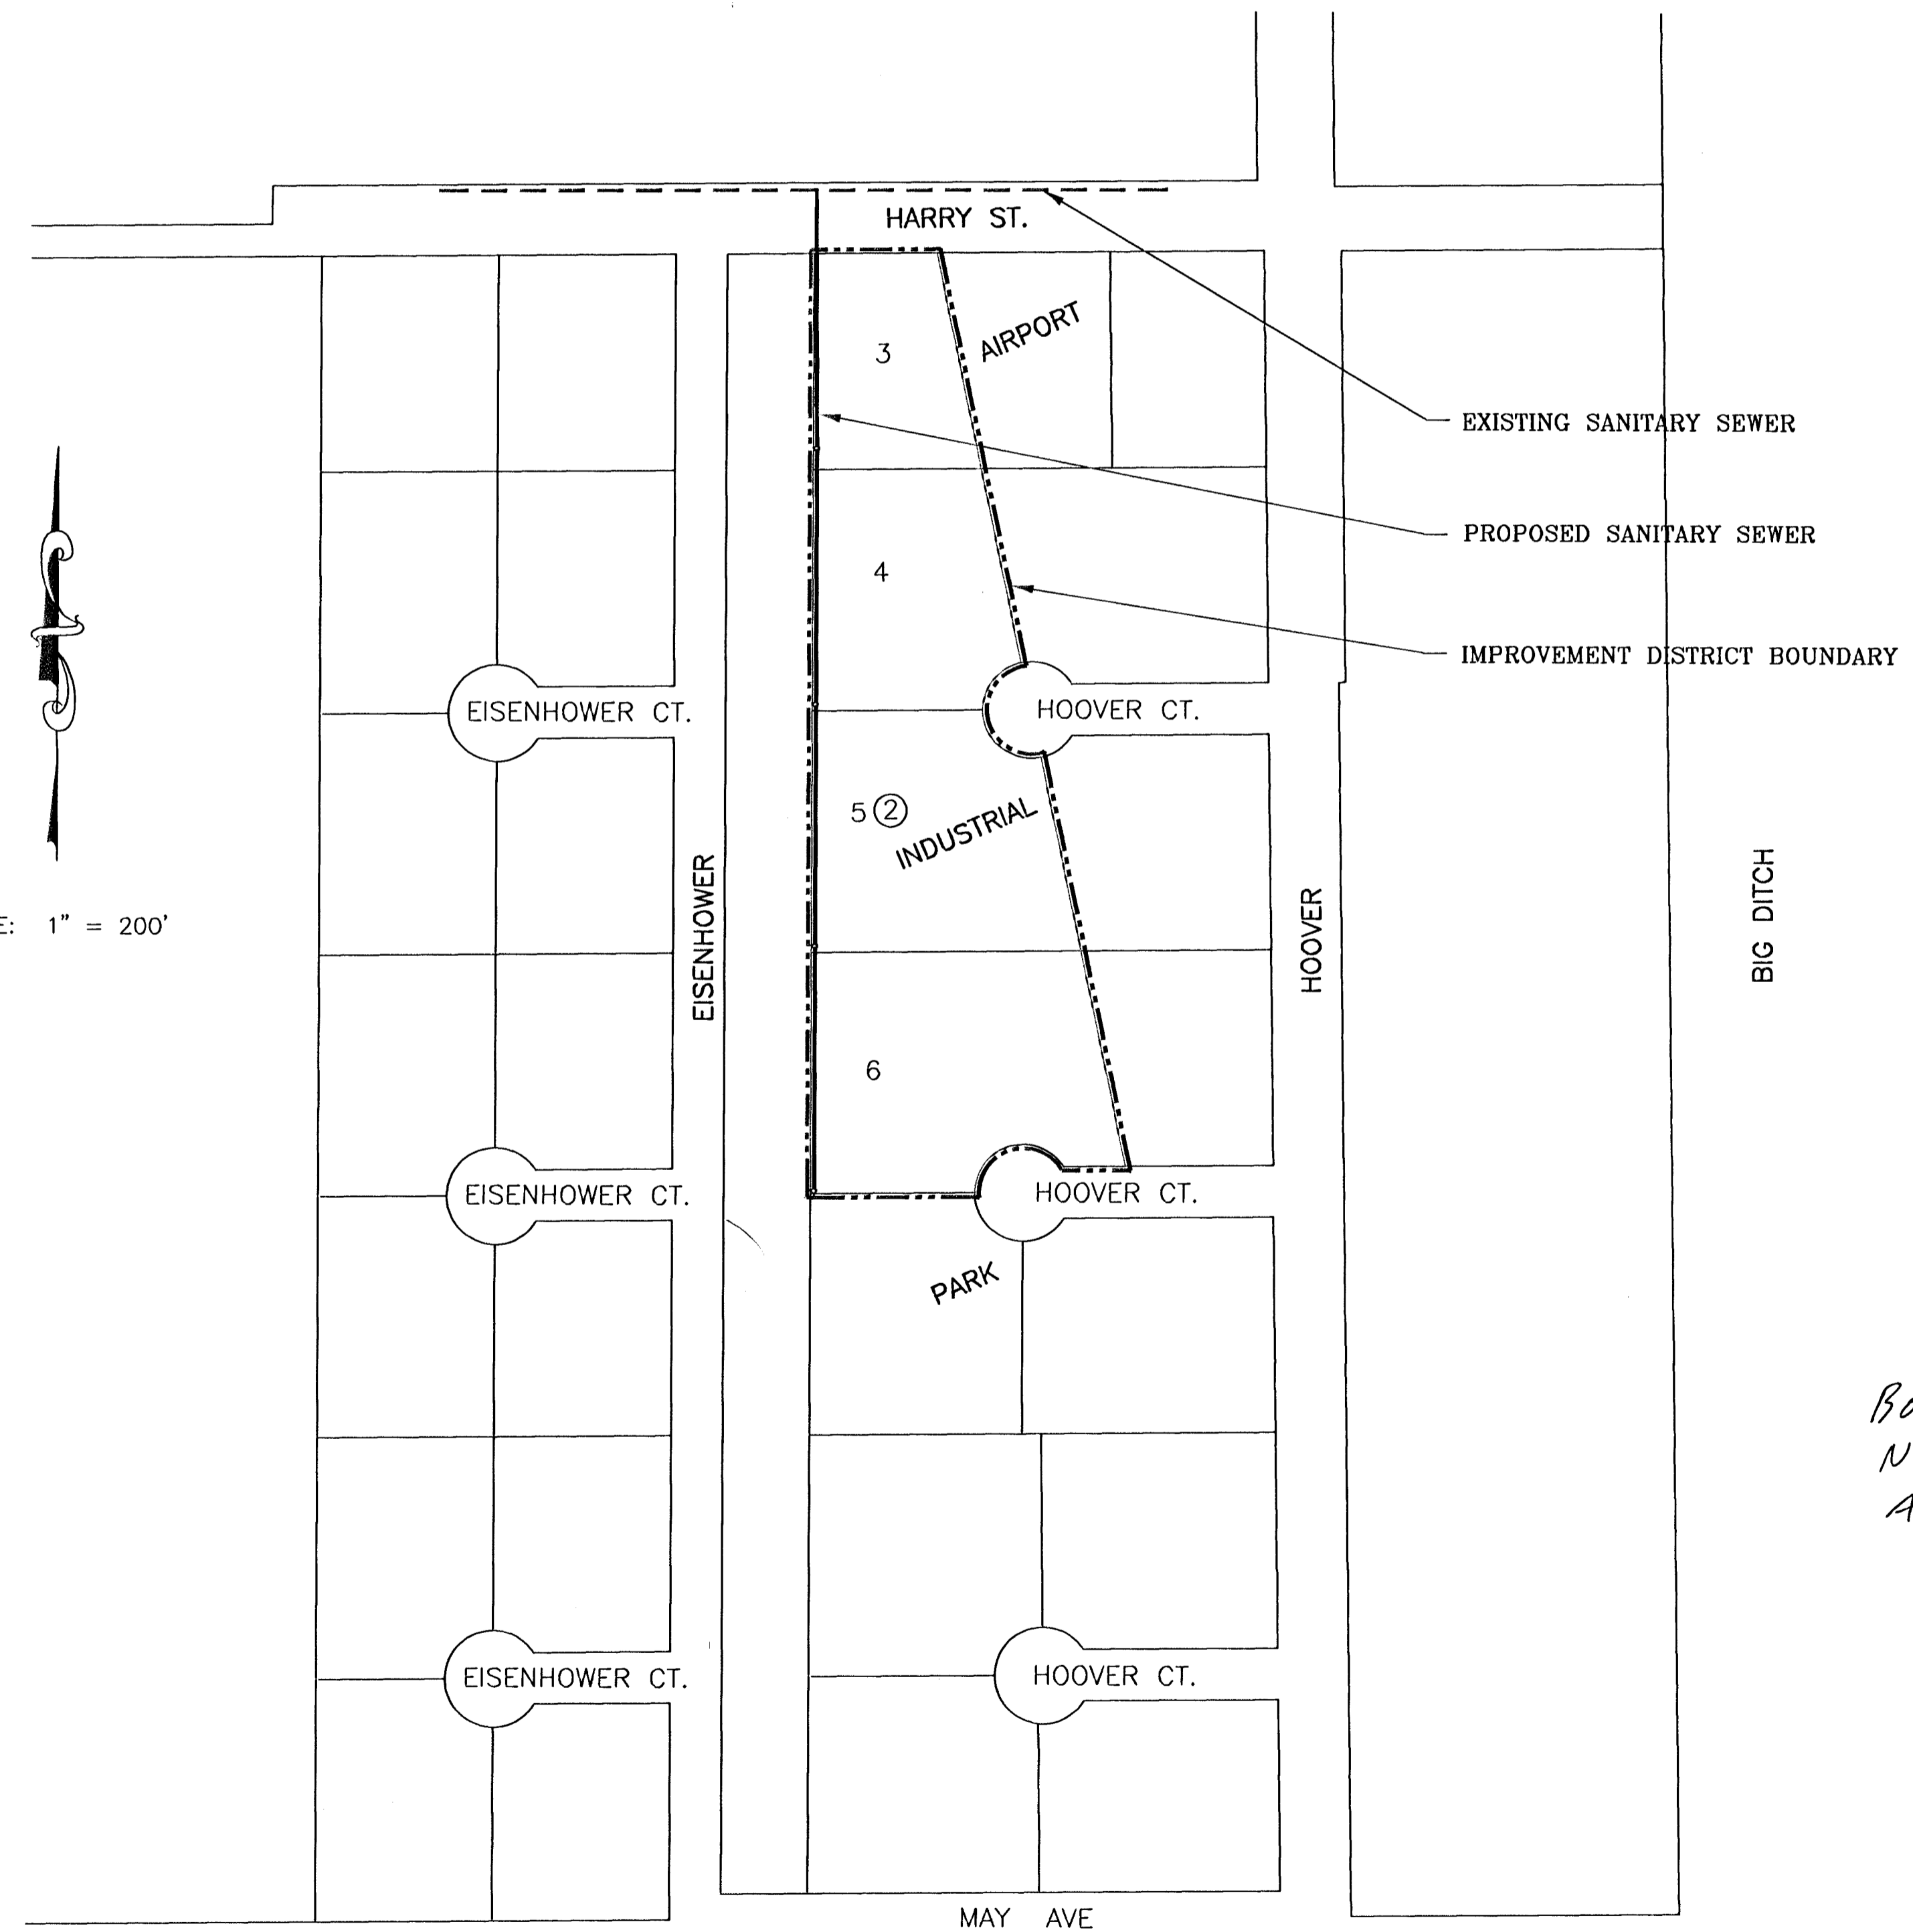 HARRY ST.
AIRPORT
3
EXISTING SANITARY SEWER
PROPOSED SANITARY SEWER
4
IMPROVEMENT DISTRICT BOUNDARY
EISENHOWER CT.
HOOVER CT.
5 2
INDUSTRIAL
1" = 200'
EISENHOWER
HOOVER
BIG DITCH
6
EISENHOWER CT.
HOOVER CT.
PARK
EISENHOWER CT.
HOOVER CT.
MAY AVE